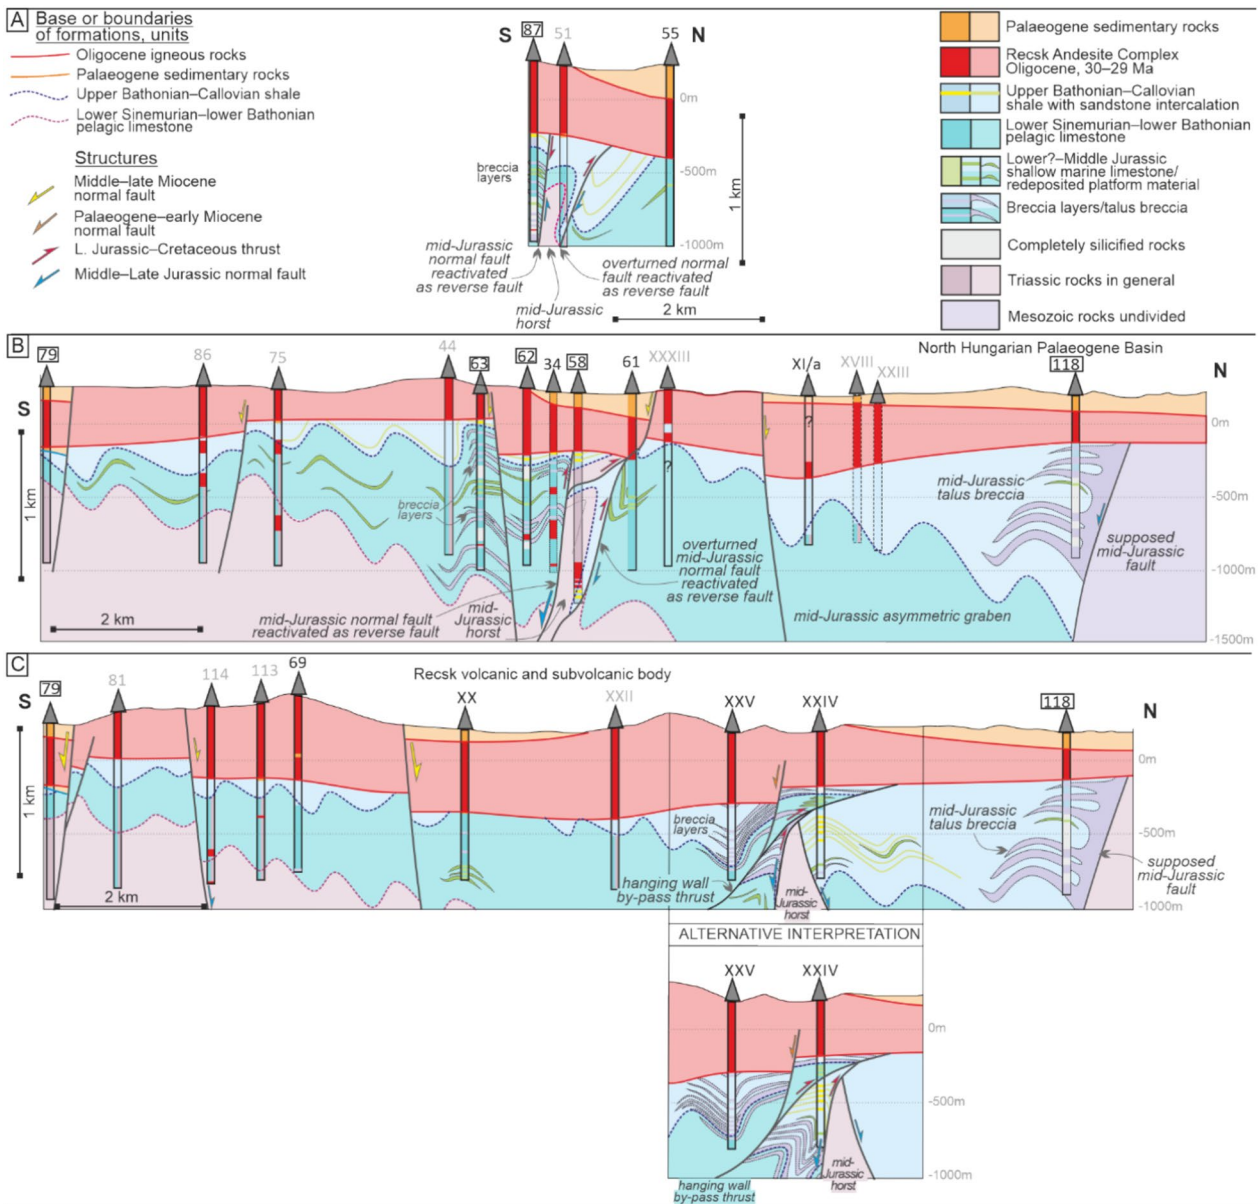 A
Base or boundaries
of formations, units
Oligocene igneous rocks
Palaeogene sedimentary rocks
Upper Bathonian–Callovian shale
Lower Sinemurian–lower Bathonian
pelagic limestone
Structures
Middle–late Miocene
normal fault
Palaeogene–early Miocene
normal fault
L. Jurassic–Cretaceous thrust
Middle–Late Jurassic normal fault
S
87
51
55
N
0m
-500m
-1000m
1 km
breccia
layers
mid-Jurassic
normal fault
reactivated
as reverse fault
mid-Jurassic
horst
overturned normal
fault reactivated
as reverse fault
2 km
Palaeogene sedimentary rocks
Recsk Andesite Complex
Oligocene, 30–29 Ma
Upper Bathonian–Callovian
shale with sandstone intercalation
Lower Sinemurian–lower Bathonian
pelagic limestone
Lower?–Middle Jurassic
shallow marine limestone/
redeposited platform material
Breccia layers/talus breccia
Completely silicified rocks
Triassic rocks in general
Mesozoic rocks undivided
B
North Hungarian Palaeogene Basin
S
79
86
75
44
63
62
34
58
61
XXXIII
XI/a
XVIII
XXIII
118
N
?
?
0m
-500m
-1000m
-1500m
1 km
2 km
breccia
layers
mid-Jurassic normal fault
reactivated as reverse fault
mid-
Jurassic
horst
overturned
mid-Jurassic
normal fault
reactivated
as reverse fault
mid-Jurassic asymmetric graben
mid-Jurassic
talus breccia
supposed
mid-Jurassic
fault
C
Recsk volcanic and subvolcanic body
S
79
81
114
113
69
XX
XXII
XXV
XXIV
118
N
0m
-500m
-1000m
1 km
2 km
breccia
layers
hanging wall
by-pass thrust
mid-
Jurassic
horst
mid-Jurassic
talus breccia
supposed
mid-Jurassic
fault
ALTERNATIVE INTERPRETATION
XXV
XXIV
0m
-500m
-1000m
mid-
Jurassic
horst
hanging wall
by-pass thrust